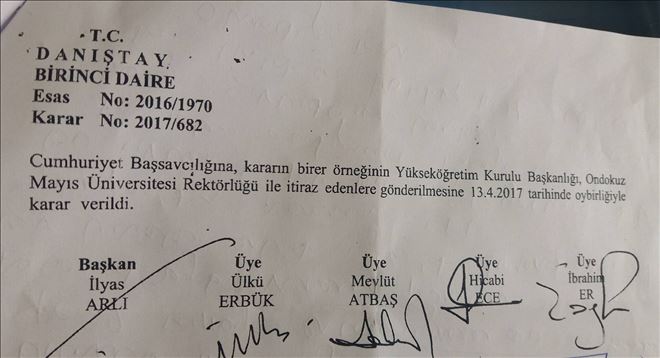 T.C.
DANIŞTAY
BİRİNCİ DAİRE
Esas No: 2016/1970
Karar No: 2017/682
Cumhuriyet Başsavcılığına, kararın birer örneğinin Yükseköğretim Kurulu Başkanlığı, Ondokuz
Mayıs Üniversitesi Rektörlüğü ile itiraz edenlere gönderilmesine 13.4.2017 tarihinde oybirliğiyle
karar verildi.
Başkan Üye Üye Üye Üye
İlyas Ülkü Mevlüt Hicabi İbrahim
ARLI ERBÜK ATBAŞ ECE ER